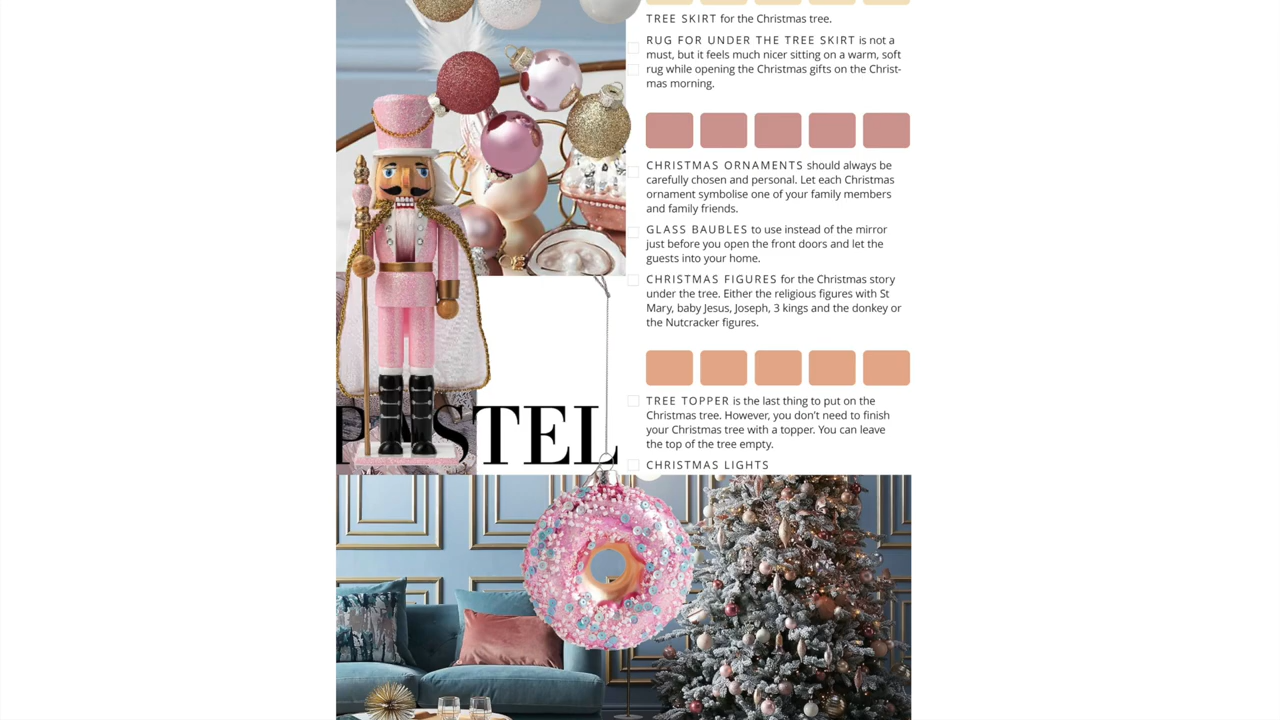 TREE SKIRT for the Christmas tree.
RUG FOR UNDER THE TREE SKIRT is not a
must, but it feels much nicer sitting on a warm, soft
rug while opening the Christmas gifts on the Christ-
mas morning.
CHRISTMAS ORNAMENTS should always be
carefully chosen and personal. Let each Christmas
ornament symbolise one of your family members
and family friends.
GLASS BAUBLES to use instead of the mirror
just before you open the front doors and let the
guests into your home.
CHRISTMAS FIGURES for the Christmas story
under the tree. Either the religious figures with St
Mary, baby Jesus, Joseph, 3 kings and the donkey or
the Nutcracker figures.
PASTEL
TREE TOPPER is the last thing to put on the
Christmas tree. However, you don’t need to finish
your Christmas tree with a topper. You can leave
the top of the tree empty.
CHRISTMAS LIGHTS